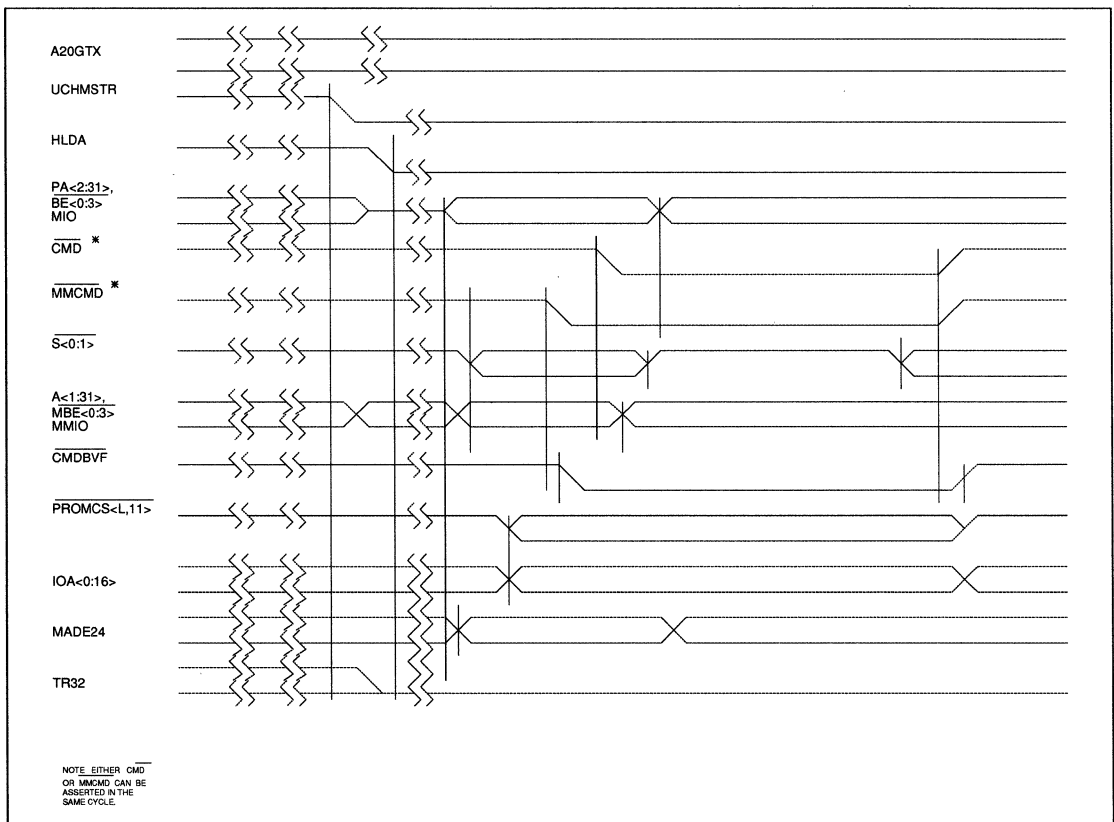 A20GTX
UCHMSTR
HLDA
PA<2:31>,
BE<0:3>
MIO
CMD *
MMCMD *
S<0:1>
A<1:31>,
MBE<0:3>
MMIO
CMDBVF
PROMCS<L,11>
IOA<0:16>
MADE24
TR32
NOTE EITHER CMD
OR MMCMD CAN BE
ASSERTED IN THE
SAME CYCLE.